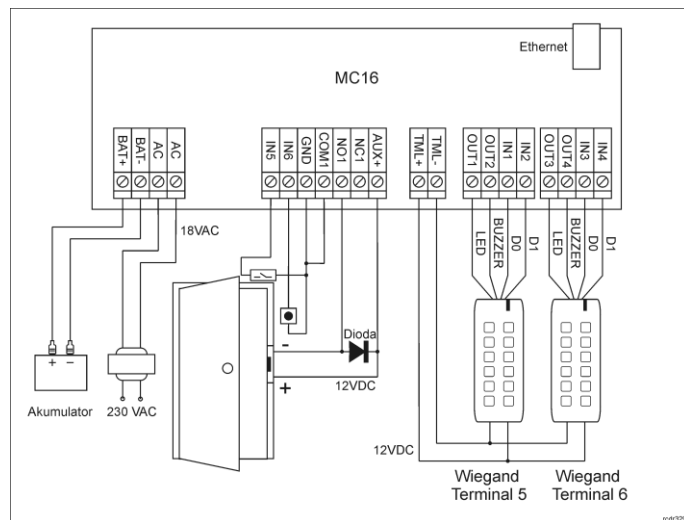 Ethernet
MC16
BAT+
BAT-
AC
AC
IN5
IN6
GND
COM1
NO1
NC1
AUX+
TML+
TML-
OUT1
OUT2
IN1
IN2
OUT3
OUT4
IN3
IN4
18VAC
LED
BUZZER
D0
D1
LED
BUZZER
D0
D1
Dioda
-
+
12VDC
+ −
Akumulator
230 VAC
12VDC
Wiegand
Terminal 5
Wiegand
Terminal 6